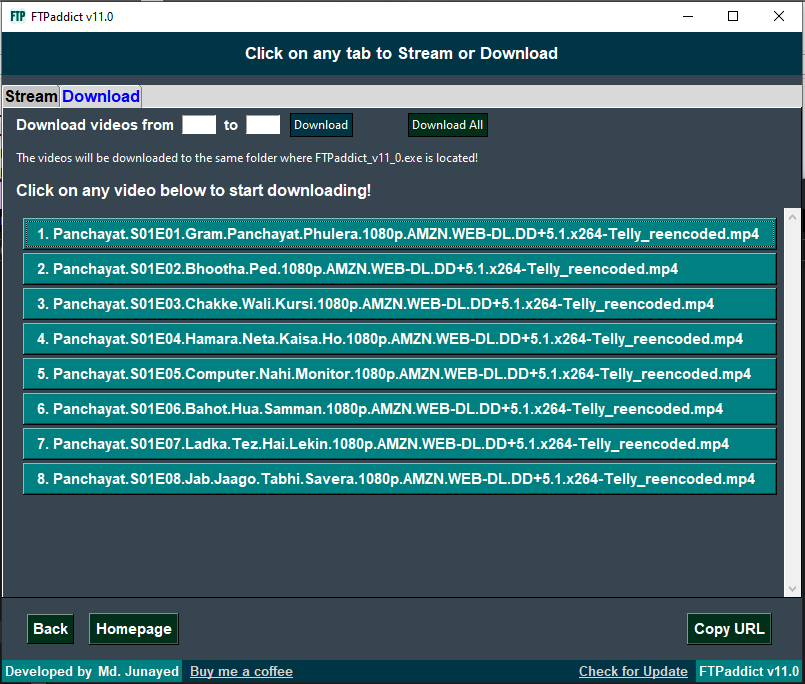 FTP FTPaddict v11.0
Click on any tab to Stream or Download
Stream Download
Download videos from to Download Download All
The videos will be downloaded to the same folder where FTPaddict_v11_0.exe is located!
Click on any video below to start downloading!
1. Panchayat.S01E01.Gram.Panchayat.Phulera.1080p.AMZN.WEB-DL.DD+5.1.x264-Telly_reencoded.mp4
2. Panchayat.S01E02.Bhootha.Ped.1080p.AMZN.WEB-DL.DD+5.1.x264-Telly_reencoded.mp4
3. Panchayat.S01E03.Chakke.Wali.Kursi.1080p.AMZN.WEB-DL.DD+5.1.x264-Telly_reencoded.mp4
4. Panchayat.S01E04.Hamara.Neta.Kaisa.Ho.1080p.AMZN.WEB-DL.DD+5.1.x264-Telly_reencoded.mp4
5. Panchayat.S01E05.Computer.Nahi.Monitor.1080p.AMZN.WEB-DL.DD+5.1.x264-Telly_reencoded.mp4
6. Panchayat.S01E06.Bahot.Hua.Samman.1080p.AMZN.WEB-DL.DD+5.1.x264-Telly_reencoded.mp4
7. Panchayat.S01E07.Ladka.Tez.Hai.Lekin.1080p.AMZN.WEB-DL.DD+5.1.x264-Telly_reencoded.mp4
8. Panchayat.S01E08.Jab.Jaago.Tabhi.Savera.1080p.AMZN.WEB-DL.DD+5.1.x264-Telly_reencoded.mp4
Back Homepage Copy URL
Developed by Md. Junayed Buy me a coffee Check for Update FTPaddict v11.0